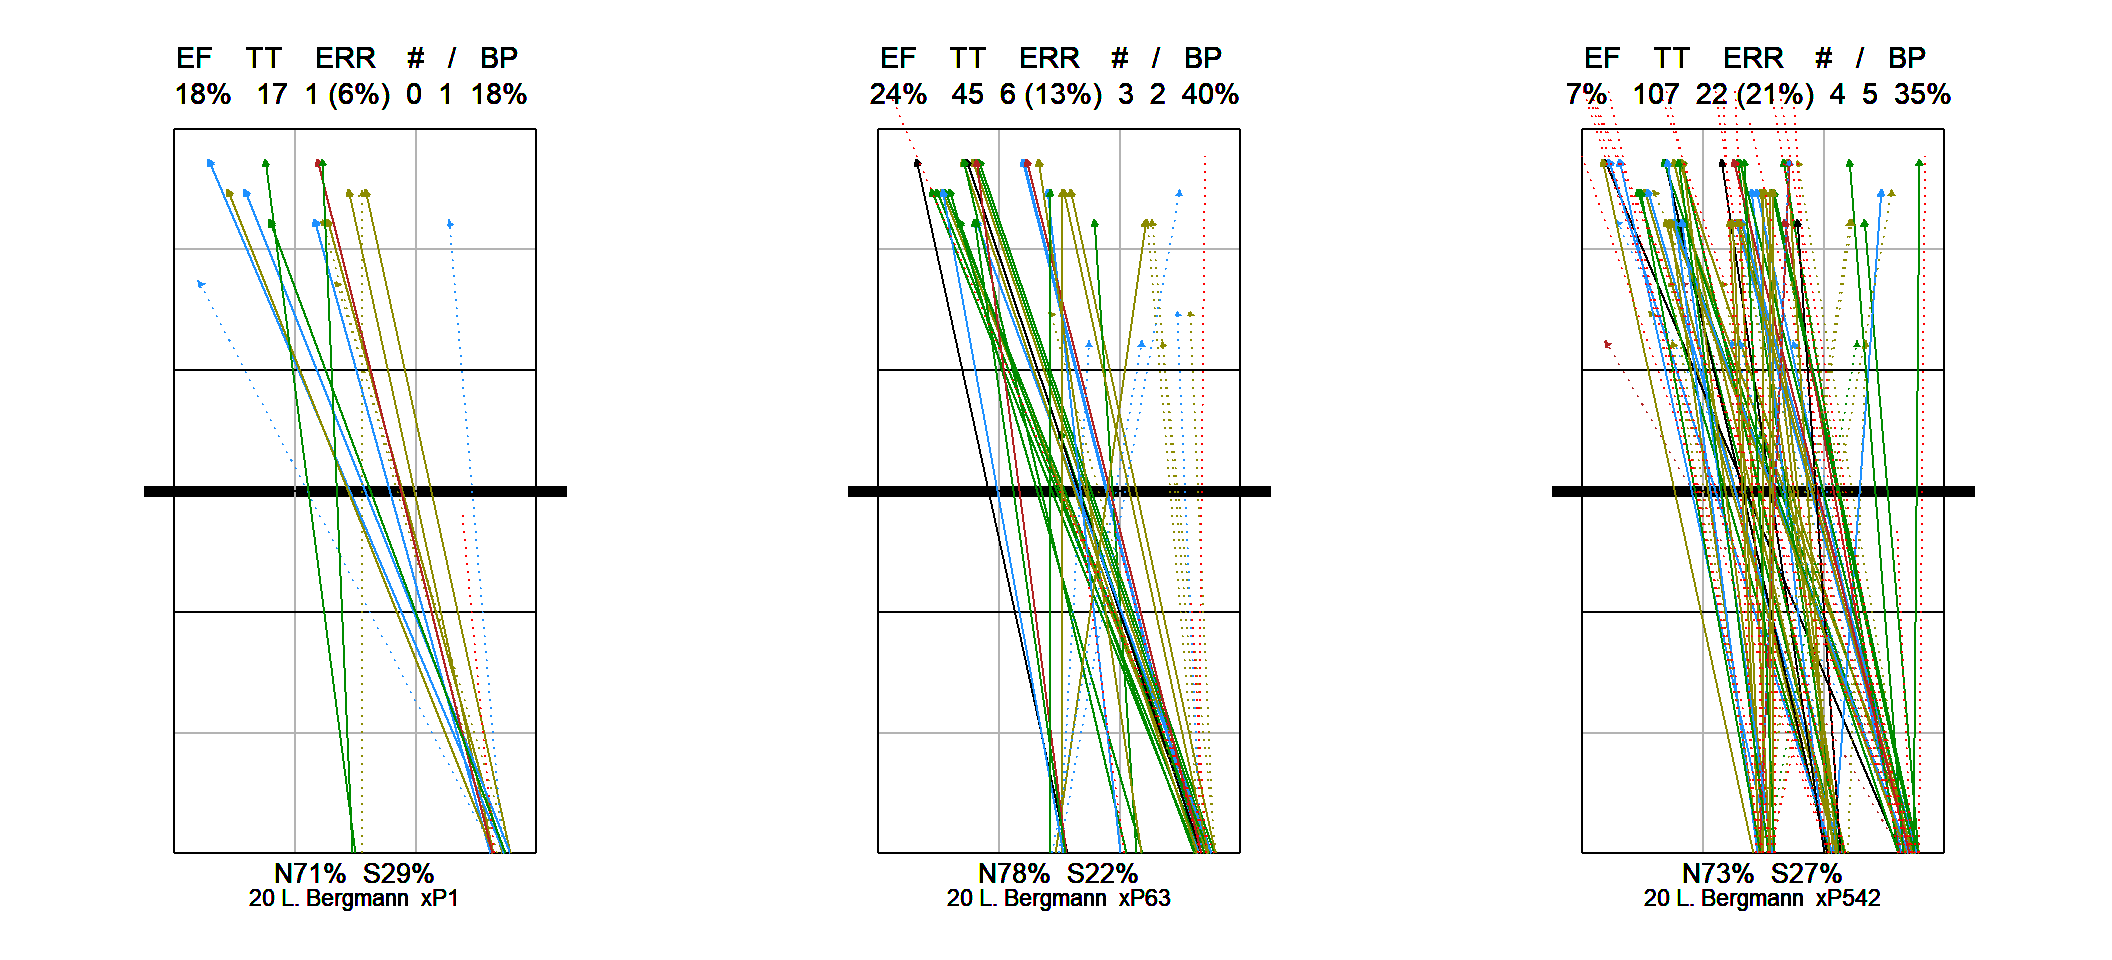 EF TT ERR # / BP
18% 17 1 (6%) 0 1 18%
N71% S29%
20 L. Bergmann xP1
EF TT ERR # / BP
24% 45 6 (13%) 3 2 40%
N78% S22%
20 L. Bergmann xP63
EF TT ERR # / BP
7% 107 22 (21%) 4 5 35%
N73% S27%
20 L. Bergmann xP542